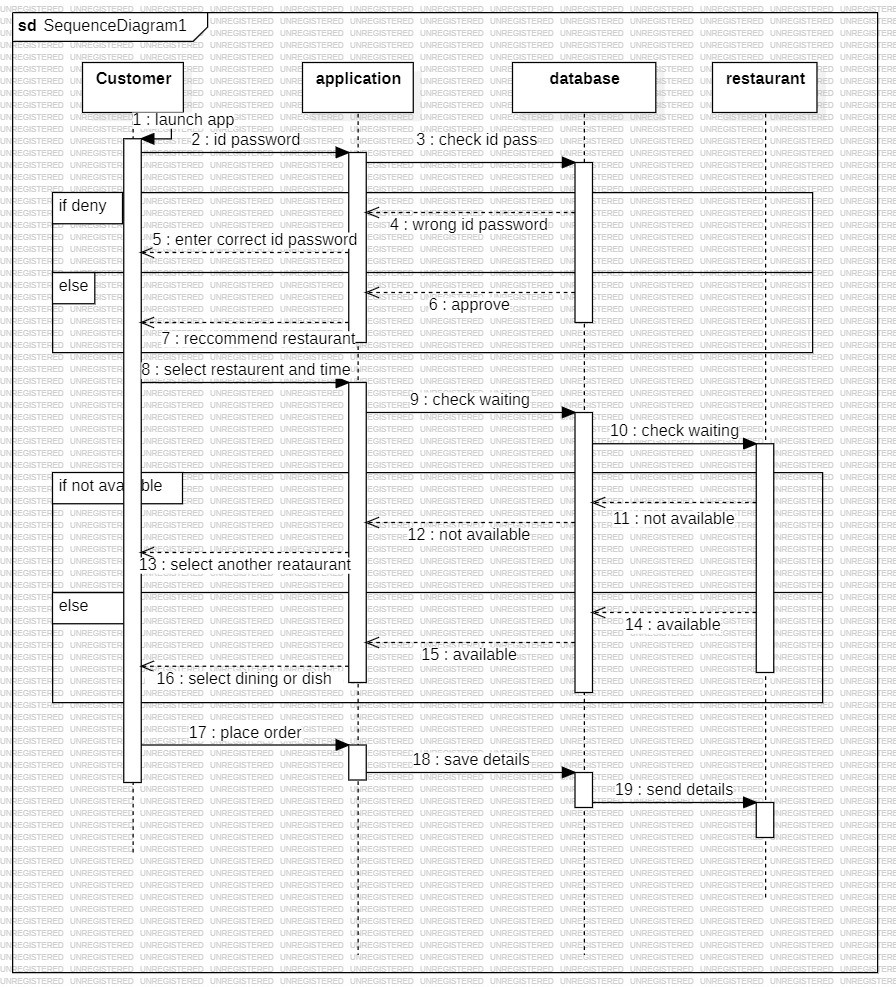 sd SequenceDiagram1
Customer
application
database
restaurant
1 : launch app
2 : id password
3 : check id pass
if deny
4 : wrong id password
5 : enter correct id password
else
6 : approve
7 : reccommend restaurant
8 : select restaurent and time
9 : check waiting
10 : check waiting
if not available
11 : not available
12 : not available
13 : select another reataurant
else
14 : available
15 : available
16 : select dining or dish
17 : place order
18 : save details
19 : send details
UNREGISTERED